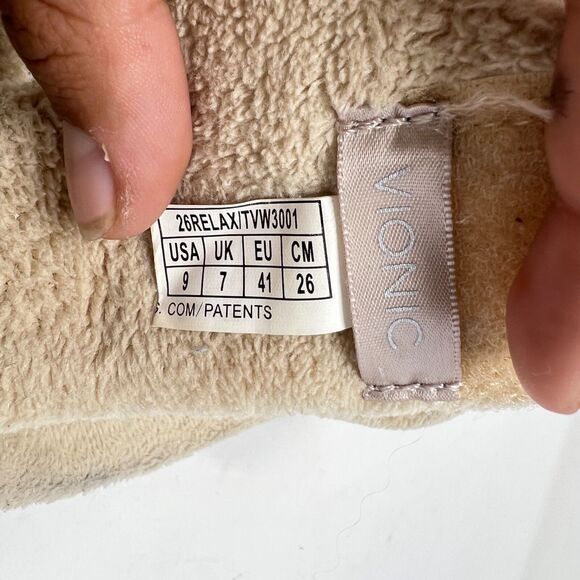 26RELAX/TVW3001
USA UK EU CM
9 7 41 26
COM/PATENTS
VIONIC